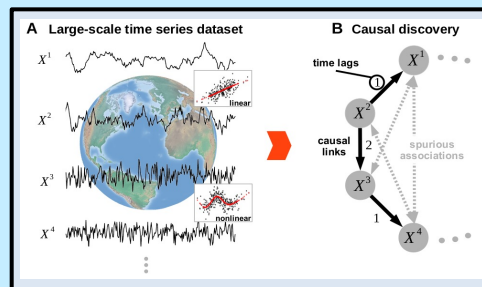 A Large-scale time series dataset
X¹
X²
X³
X⁴
linear
nonlinear
B Causal discovery
time lags
1
X¹
X²
causal
links
2
spurious
associations
X³
1
X⁴